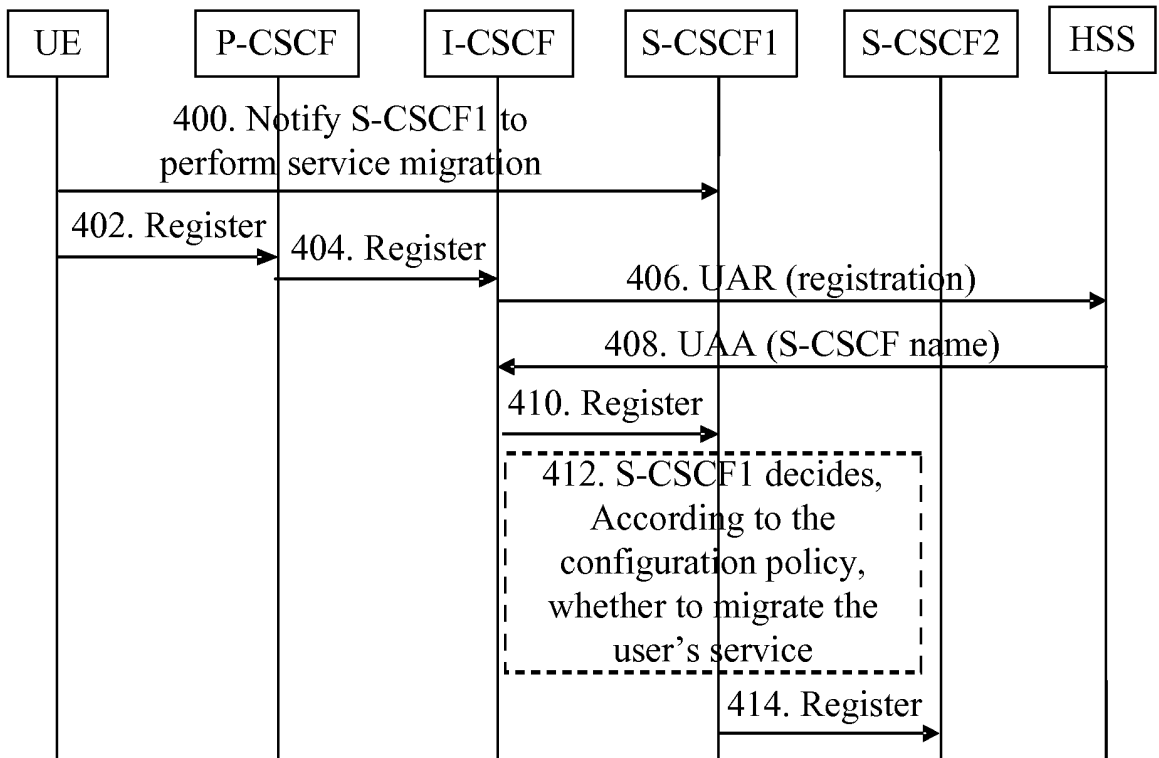 UE P-CSCF I-CSCF S-CSCF1 S-CSCF2 HSS
400. Notify S-CSCF1 to
perform service migration
402. Register
404. Register
406. UAR (registration)
408. UAA (S-CSCF name)
410. Register
412. S-CSCF1 decides,
According to the
configuration policy,
whether to migrate the
user's service
414. Register